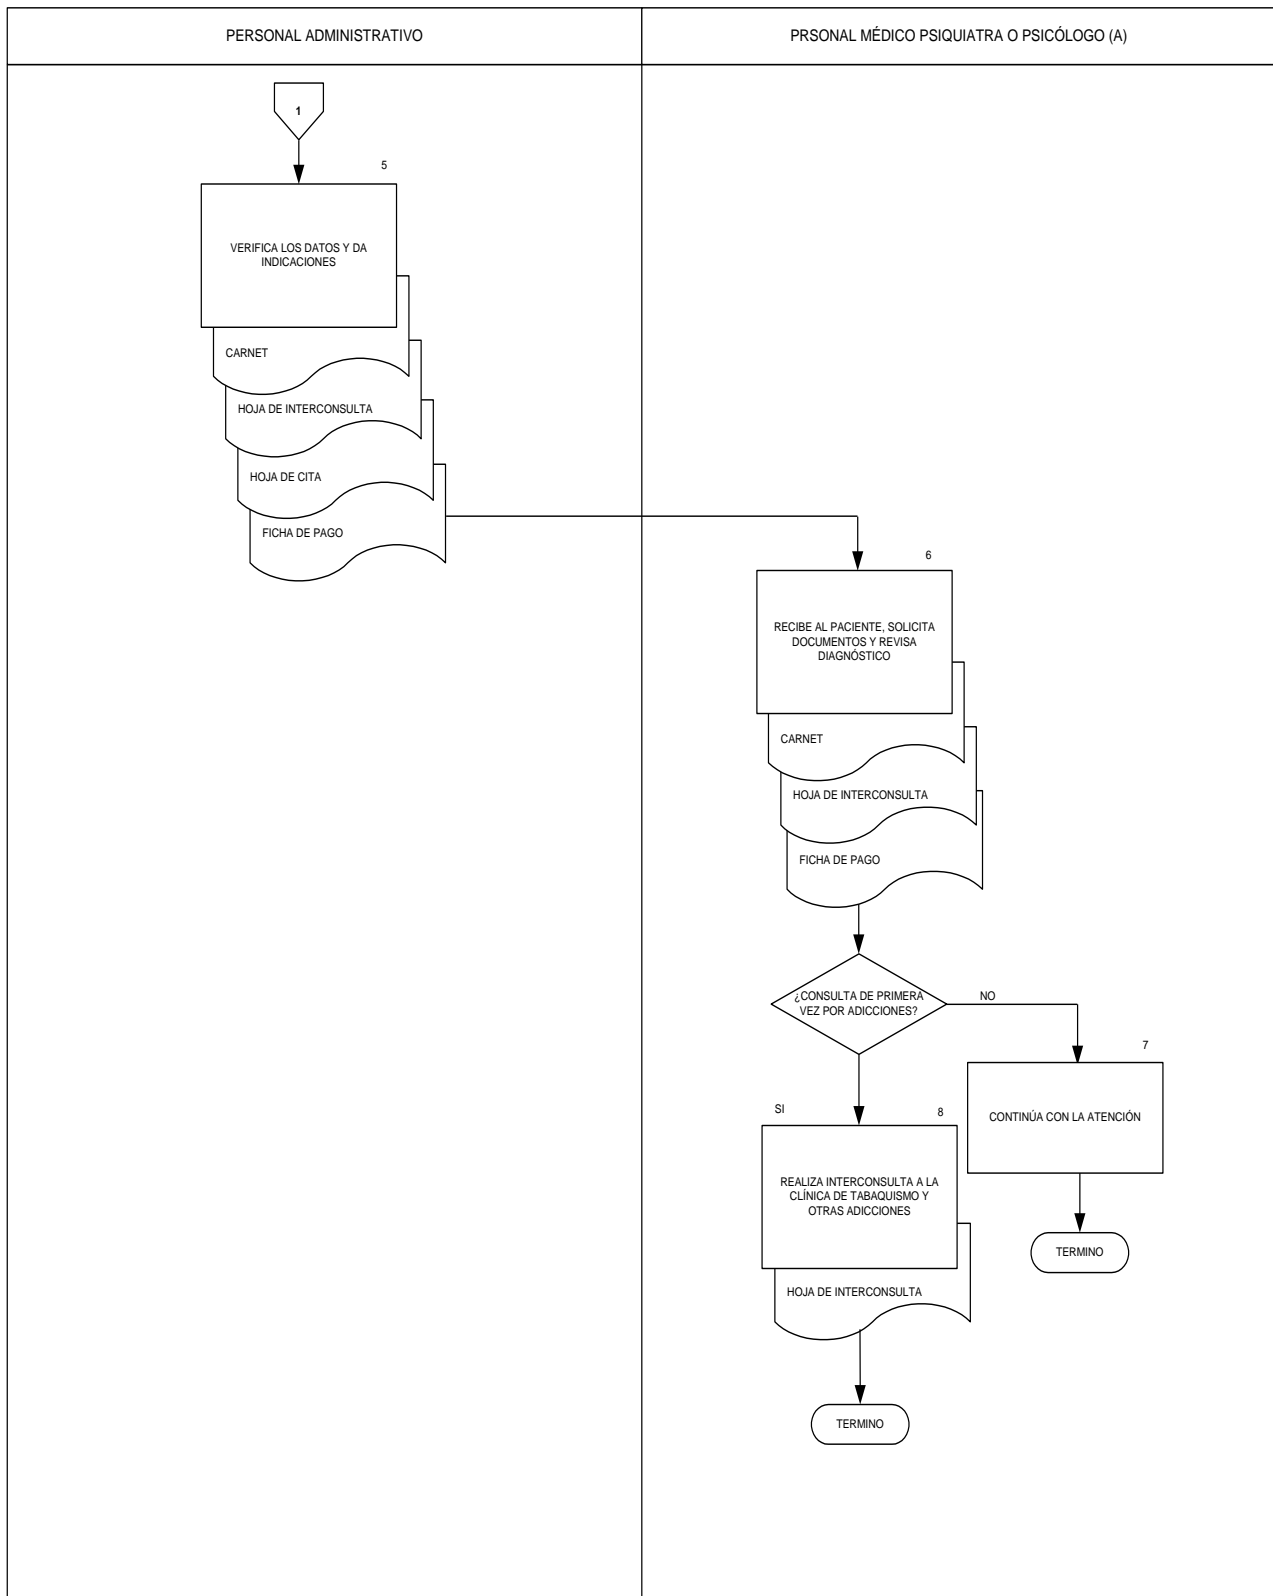 PERSONAL ADMINISTRATIVO
PRSONAL MÉDICO PSIQUIATRA O PSICÓLOGO (A)
1
5
VERIFICA LOS DATOS Y DA
INDICACIONES
CARNET
HOJA DE INTERCONSULTA
HOJA DE CITA
FICHA DE PAGO
6
RECIBE AL PACIENTE, SOLICITA
DOCUMENTOS Y REVISA
DIAGNÓSTICO
CARNET
HOJA DE INTERCONSULTA
FICHA DE PAGO
¿CONSULTA DE PRIMERA
VEZ POR ADICCIONES?
NO
7
CONTINÚA CON LA ATENCIÓN
TERMINO
SI
8
REALIZA INTERCONSULTA A LA
CLÍNICA DE TABAQUISMO Y
OTRAS ADICCIONES
HOJA DE INTERCONSULTA
TERMINO